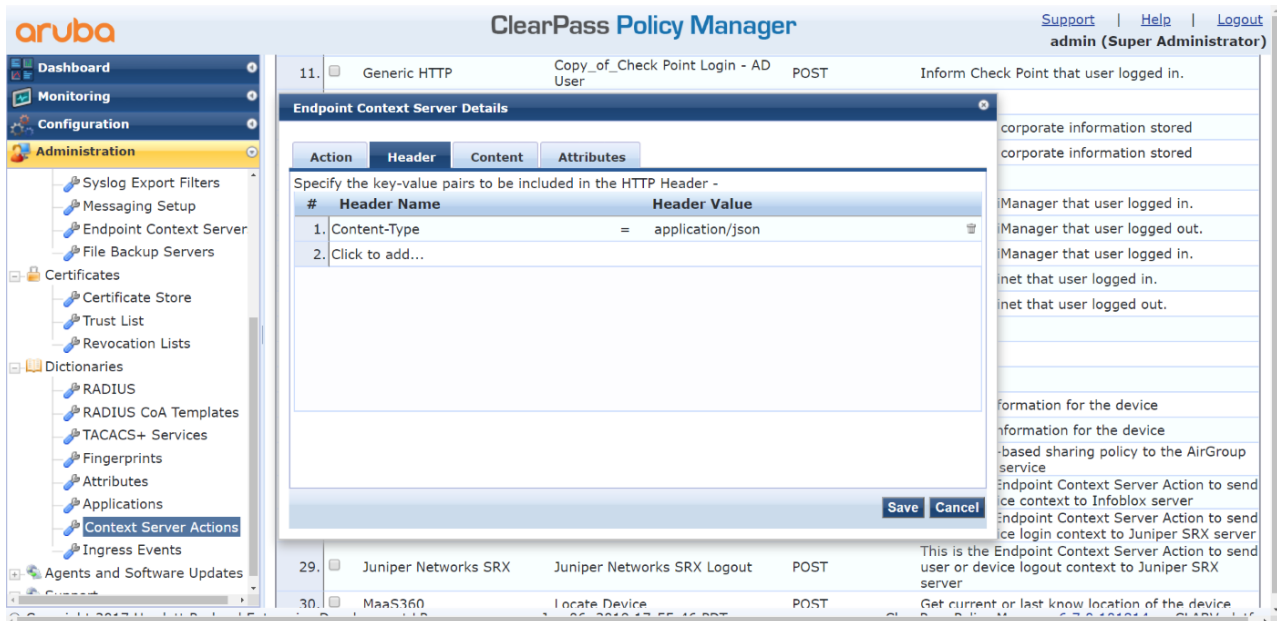 aruba
ClearPass Policy Manager
Support | Help | Logout
admin (Super Administrator)
Dashboard
Monitoring
Configuration
Administration
Syslog Export Filters
Messaging Setup
Endpoint Context Server
File Backup Servers
Certificates
Certificate Store
Trust List
Revocation Lists
Dictionaries
RADIUS
RADIUS CoA Templates
TACACS+ Services
Fingerprints
Attributes
Applications
Context Server Actions
Ingress Events
Agents and Software Updates
11. Generic HTTP Copy_of_Check Point Login - AD User POST Inform Check Point that user logged in.
Endpoint Context Server Details
Action Header Content Attributes
Specify the key-value pairs to be included in the HTTP Header -
# Header Name Header Value
1. Content-Type = application/json
2. Click to add...
Save Cancel
corporate information stored
corporate information stored
iManager that user logged in.
iManager that user logged out.
iManager that user logged in.
inet that user logged in.
inet that user logged out.
formation for the device
nformation for the device
-based sharing policy to the AirGroup
service
Endpoint Context Server Action to send
ice context to Infoblox server
Endpoint Context Server Action to send
ice login context to Juniper SRX server
29. Juniper Networks SRX Juniper Networks SRX Logout POST This is the Endpoint Context Server Action to send
user or device logout context to Juniper SRX
server
30. MaaS360 Locate Device POST Get current or last know location of the device